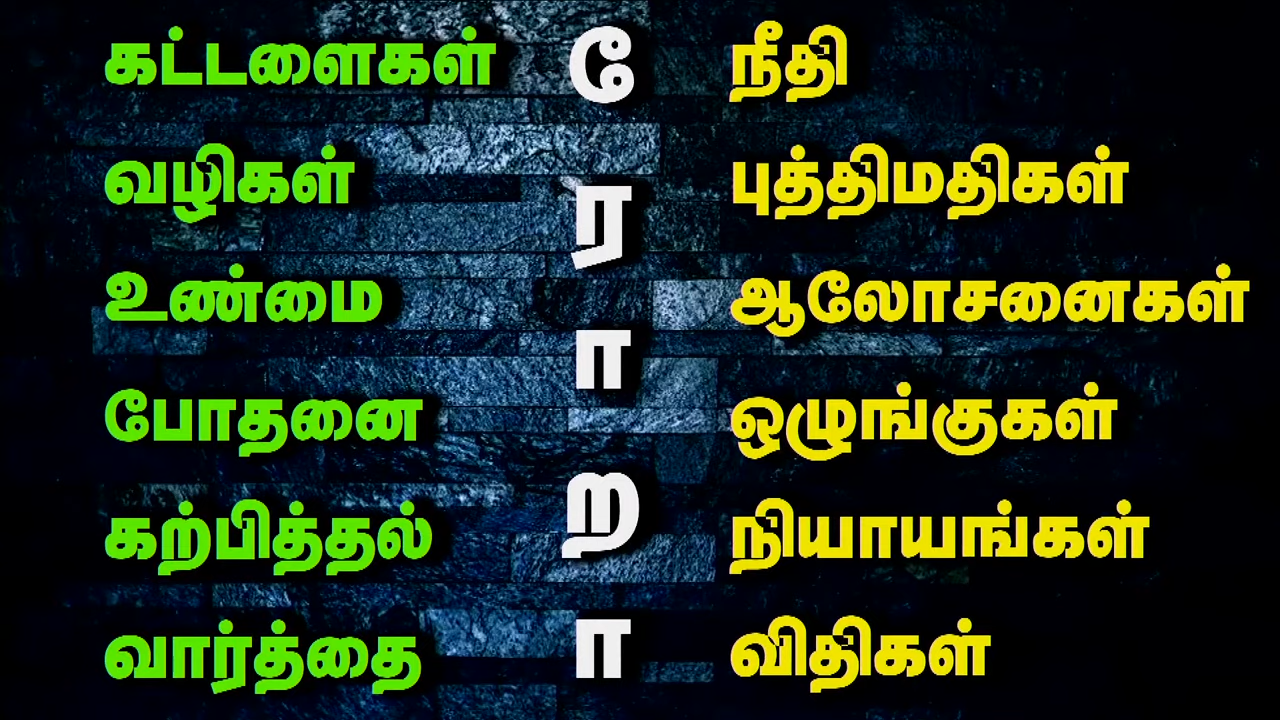 கட்டளைகள்
வழிகள்
உண்மை
போதனை
கற்பித்தல்
வார்த்தை
ே
ர
ா
ற
ா
நீதி
புத்திமதிகள்
ஆலோசனைகள்
ஒழுங்குகள்
நியாயங்கள்
விதிகள்